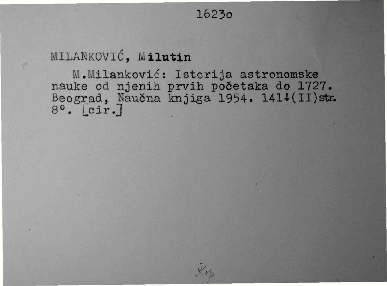 1623o
MILANKOVIĆ, Milutin
M.Milanković: Istorija astronomske
nauke od njenih prvih početaka do 1727.
Beograd, Naučna knjiga 1954. 141+(II)str.
8°. [cir.]